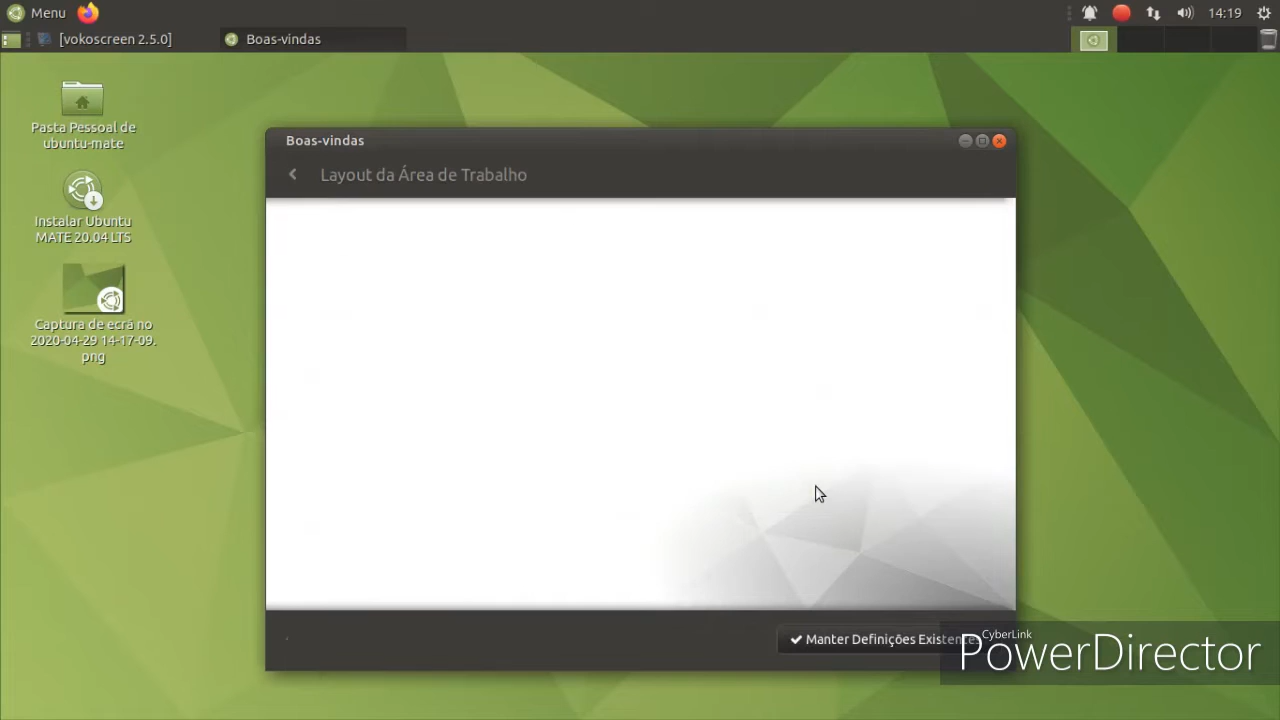 Menu
14:19
[vokoscreen 2.5.0]
Boas-vindas
Pasta Pessoal de
ubuntu-mate
Instalar Ubuntu
MATE 20.04 LTS
Captura de ecrã no
2020-04-29 14-17-09.
png
Boas-vindas
Layout da Área de Trabalho
Manter Definições Existentes
CyberLink
PowerDirector